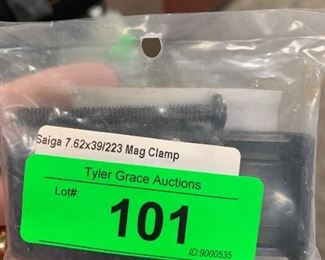 Saiga 7.62x39/223 Mag Clamp
Tyler Grace Auctions
Lot#:
101
ID:9000535